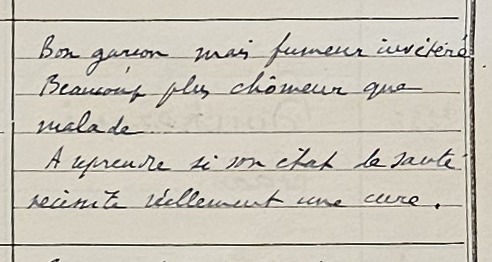 Bon garçon mais fumeur invétéré
Beaucoup plus chômeur que
malade
A reprendre si son état de santé
nécessite réellement une cure.